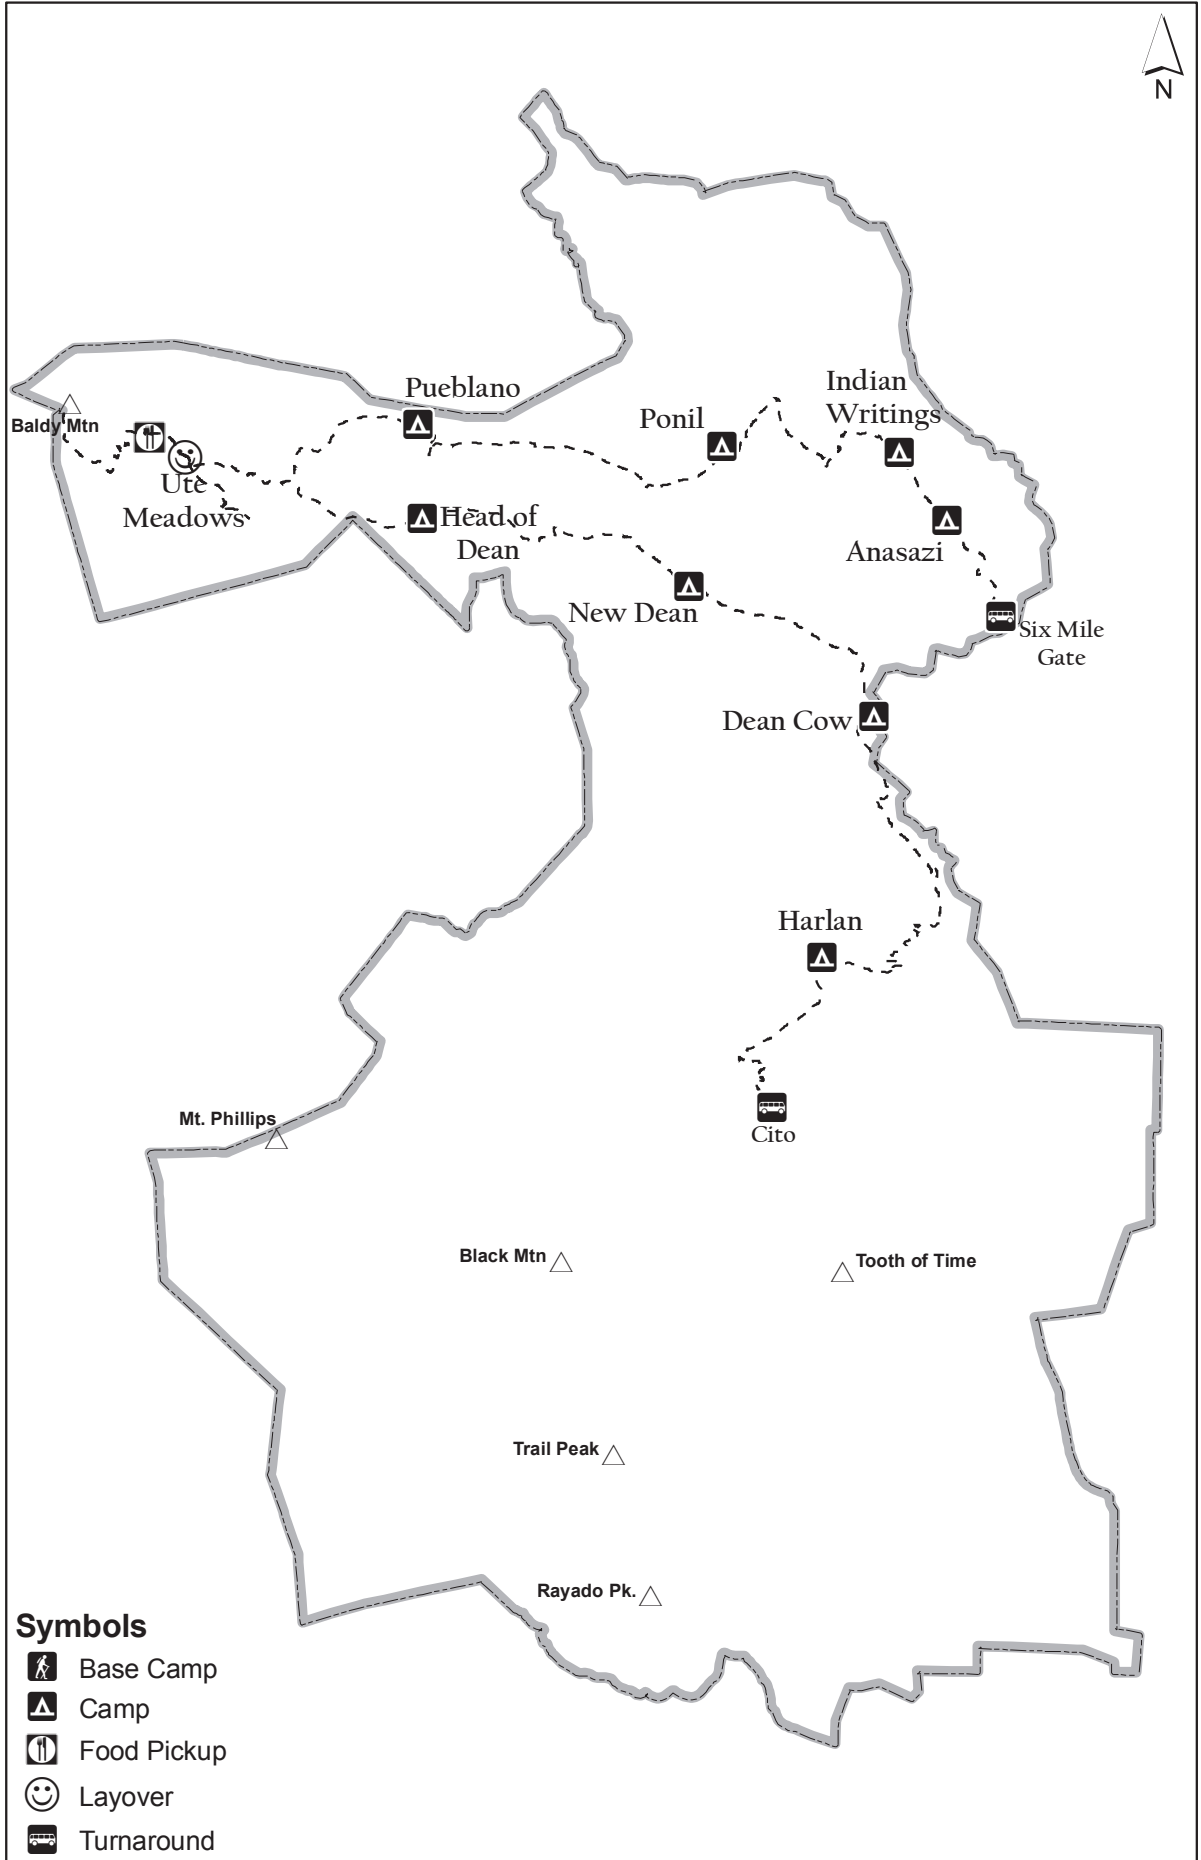 N
Pueblano
Indian
Writings
Ponil
Baldy Mtn
Ute
Meadows
Head of
Dean
Anasazi
New Dean
Six Mile
Gate
Dean Cow
Harlan
Mt. Phillips
Cito
Black Mtn
Tooth of Time
Trail Peak
Rayado Pk.
Symbols
Base Camp
Camp
Food Pickup
Layover
Turnaround